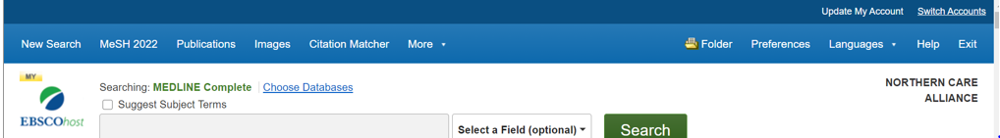 Update My Account Switch Accounts
New Search MeSH 2022 Publications Images Citation Matcher More Folder Preferences Languages Help Exit
MY
EBSCOhost
Searching: MEDLINE Complete Choose Databases
Suggest Subject Terms
Select a Field (optional) Search
NORTHERN CARE
ALLIANCE